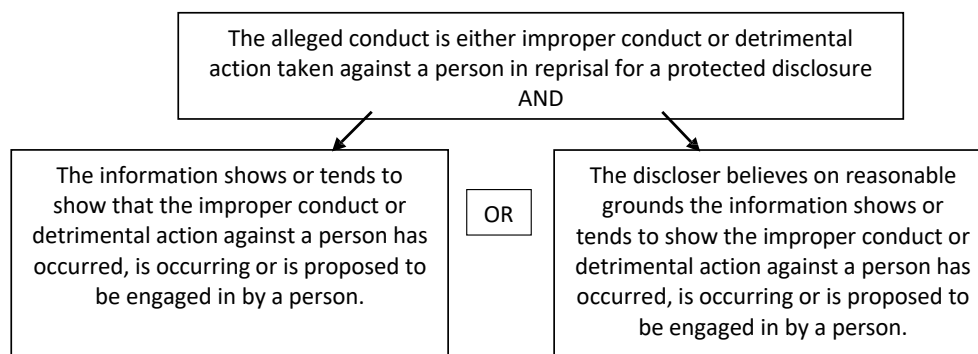 The alleged conduct is either improper conduct or detrimental
action taken against a person in reprisal for a protected disclosure
AND
The information shows or tends to
show that the improper conduct or
detrimental action against a person has
occurred, is occurring or is proposed to
be engaged in by a person.
OR
The discloser believes on reasonable
grounds the information shows or
tends to show the improper conduct or
detrimental action against a person has
occurred, is occurring or is proposed to
be engaged in by a person.